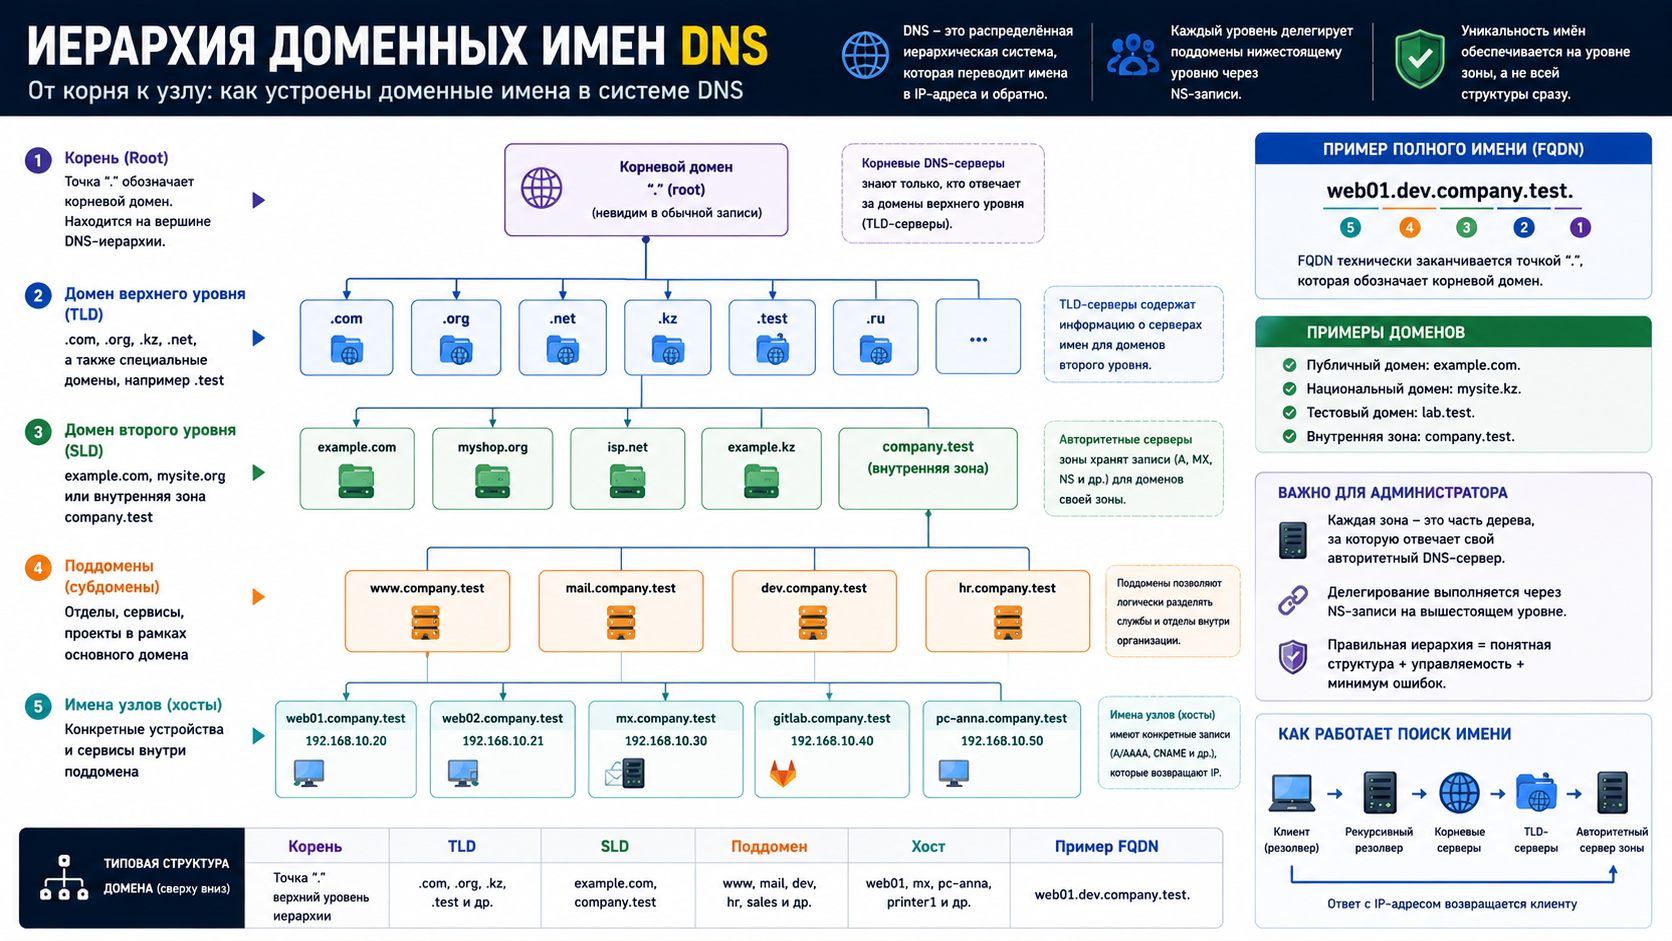 ИЕРАРХИЯ ДОМЕННЫХ ИМЕН DNS
От корня к узлу: как устроены доменные имена в системе DNS
DNS – это распределённая
иерархическая система,
которая переводит имена
в IP-адреса и обратно.
Каждый уровень делегирует
поддомены нижестоящему
уровню через
NS-записи.
Уникальность имён
обеспечивается на уровне
зоны, а не всей
структуры сразу.
1
Корень (Root)
Точка “.” обозначает
корневой домен.
Находится на вершине
DNS-иерархии.
Корневой домен
“.” (root)
(невидим в обычной записи)
Корневые DNS-серверы
знают только, кто отвечает
за домены верхнего уровня
(TLD-серверы).
2
Домен верхнего уровня
(TLD)
.com, .org, .kz, .net,
а также специальные
домены, например .test
.com
.org
.net
.kz
.test
.ru
...
TLD-серверы содержат
информацию о серверах
имен для доменов
второго уровня.
3
Домен второго уровня
(SLD)
example.com, mysite.org
или внутренняя зона
company.test
example.com
myshop.org
isp.net
example.kz
company.test
(внутренняя зона)
Авторитетные серверы
зоны хранят записи (A, MX,
NS и др.) для доменов
своей зоны.
4
Поддомены
(субдомены)
Отделы, сервисы,
проекты в рамках
основного домена
www.company.test
mail.company.test
dev.company.test
hr.company.test
Поддомены позволяют
логически разделять
службы и отделы внутри
организации.
5
Имена узлов (хосты)
Конкретные устройства
и сервисы внутри
поддомена
web01.company.test
192.168.10.20
web02.company.test
192.168.10.21
mx.company.test
192.168.10.30
gitlab.company.test
192.168.10.40
pc-anna.company.test
192.168.10.50
Имена узлов (хосты)
имеют конкретные записи
(A/AAAA, CNAME и др.),
которые возвращают IP.
ТИПОВАЯ СТРУКТУРА
ДОМЕНА (сверху вниз)
Корень
Точка “.”
верхний уровень
иерархии
TLD
.com, .org, .kz,
.test и др.
SLD
example.com,
company.test
Поддомен
www, mail, dev,
hr, sales и др.
Хост
web01, mx, pc-anna,
printer1 и др.
Пример FQDN
web01.dev.company.test.
ПРИМЕР ПОЛНОГО ИМЕНИ (FQDN)
web01.dev.company.test.
5 4 3 2 1
FQDN технически заканчивается точкой “.”,
которая обозначает корневой домен.
ПРИМЕРЫ ДОМЕНОВ
Публичный домен: example.com.
Национальный домен: mysite.kz.
Тестовый домен: lab.test.
Внутренняя зона: company.test.
ВАЖНО ДЛЯ АДМИНИСТРАТОРА
Каждая зона – это часть дерева,
за которую отвечает свой
авторитетный DNS-сервер.
Делегирование выполняется через
NS-записи на вышестоящем уровне.
Правильная иерархия = понятная
структура + управляемость +
минимум ошибок.
КАК РАБОТАЕТ ПОИСК ИМЕНИ
Клиент
(резолвер)
Рекурсивный
резолвер
Корневые
серверы
TLD-
серверы
Авторитетный
сервер зоны
Ответ с IP-адресом возвращается клиенту